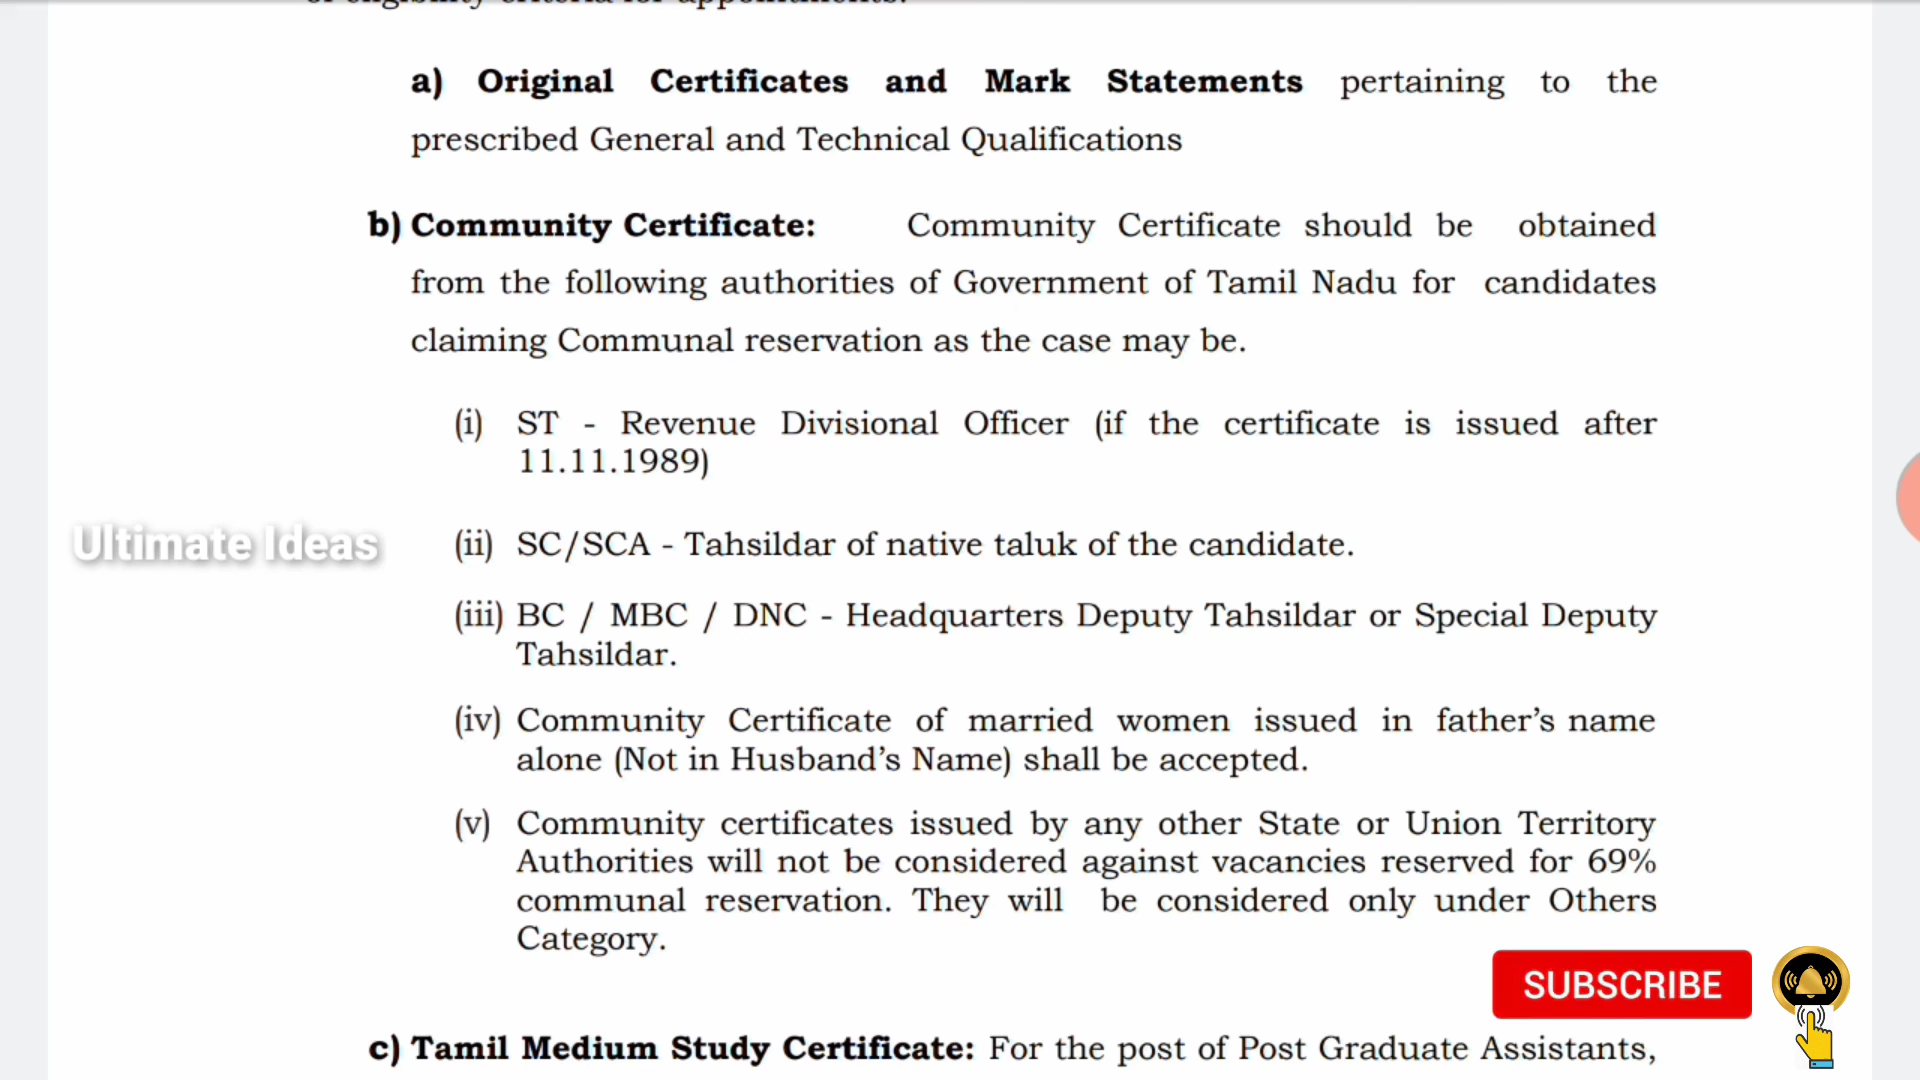 of eligibility criteria for appointments.
a) Original Certificates and Mark Statements pertaining to the
prescribed General and Technical Qualifications
b) Community Certificate: Community Certificate should be obtained
from the following authorities of Government of Tamil Nadu for candidates
claiming Communal reservation as the case may be.
(i) ST - Revenue Divisional Officer (if the certificate is issued after
11.11.1989)
Ultimate Ideas
(ii) SC/SCA - Tahsildar of native taluk of the candidate.
(iii) BC / MBC / DNC - Headquarters Deputy Tahsildar or Special Deputy
Tahsildar.
(iv) Community Certificate of married women issued in father’s name
alone (Not in Husband’s Name) shall be accepted.
(v) Community certificates issued by any other State or Union Territory
Authorities will not be considered against vacancies reserved for 69%
communal reservation. They will be considered only under Others
Category.
SUBSCRIBE
c) Tamil Medium Study Certificate: For the post of Post Graduate Assistants,